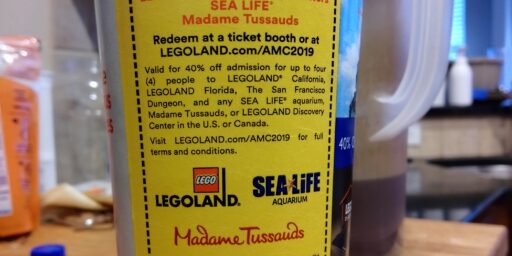 SEA LIFE®
Madame Tussauds
Redeem at a ticket booth or at
LEGOLAND.com/AMC2019
Valid for 40% off admission for up to four
(4) people to LEGOLAND® California,
LEGOLAND Florida, The San Francisco
Dungeon, and any SEA LIFE® aquarium,
Madame Tussauds, or LEGOLAND Discovery
Center in the U.S. or Canada.
Visit LEGOLAND.com/AMC2019 for full
terms and conditions.
LEGO
LEGOLAND.
SEA LIFE
AQUARIUM
Madame Tussauds
40%